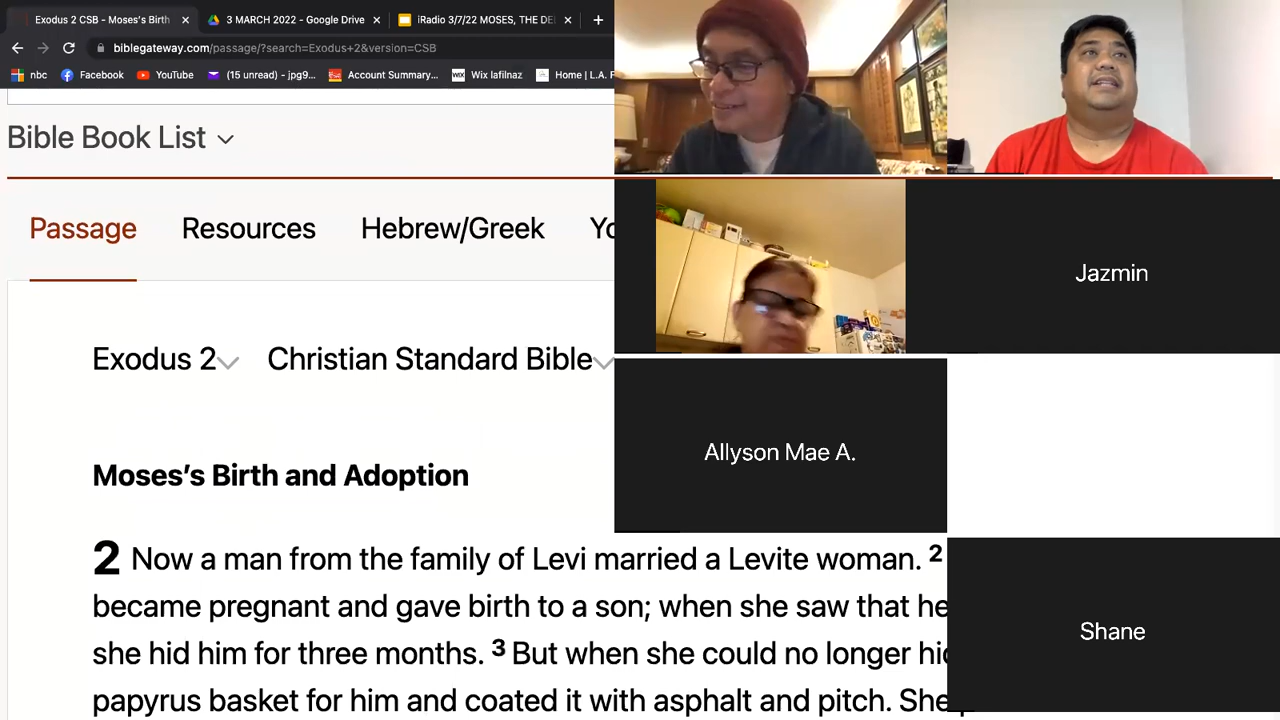 Exodus 2 CSB - Moses's Birth
3 MARCH 2022 - Google Drive
iRadio 3/7/22 MOSES, THE DEL
biblegateway.com/passage/?search=Exodus+2&version=CSB
nbc
Facebook
YouTube
(15 unread) - jpg9...
Account Summary...
WIX
Wix lafilnaz
Home | L.A. F
Bible Book List
Passage
Resources
Hebrew/Greek
Yo
Jazmin
Exodus 2
Christian Standard Bible
Allyson Mae A.
Moses's Birth and Adoption
2 Now a man from the family of Levi married a Levite woman. 2
became pregnant and gave birth to a son; when she saw that he
Shane
she hid him for three months. 3 But when she could no longer hi
papyrus basket for him and coated it with asphalt and pitch. She